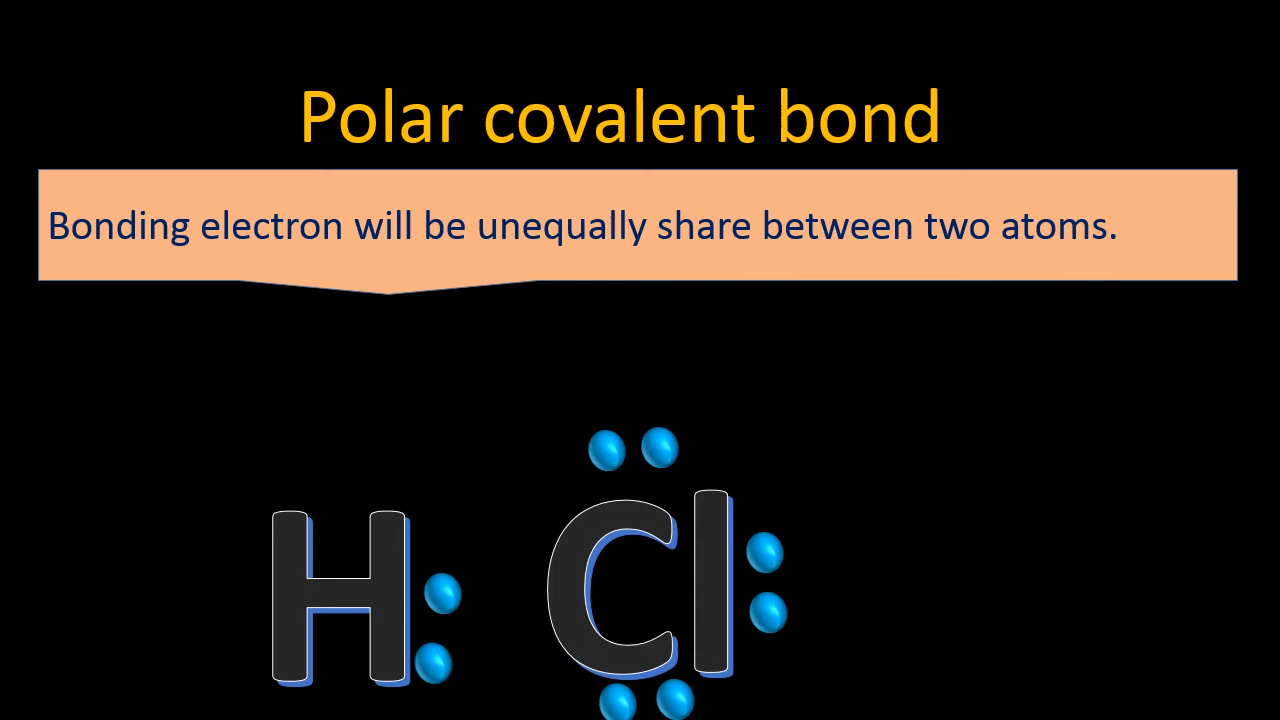 Polar covalent bond
Bonding electron will be unequally share between two atoms.
H Cl